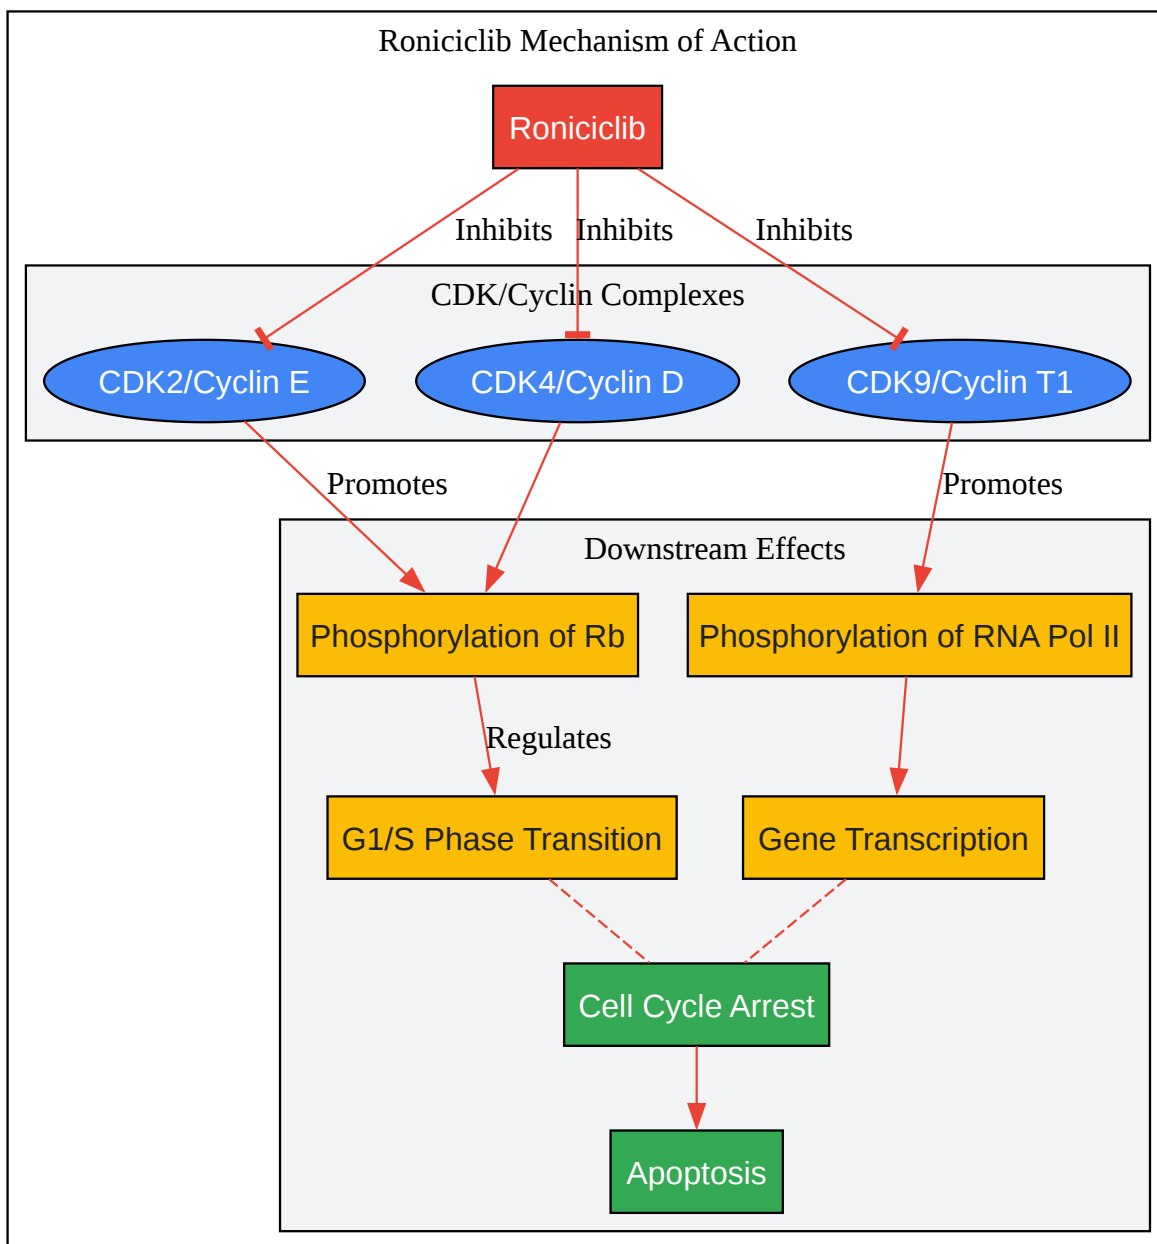 Roniciclib Mechanism of Action
Roniciclib
Inhibits
Inhibits
Inhibits
CDK/Cyclin Complexes
CDK2/Cyclin E
CDK4/Cyclin D
CDK9/Cyclin T1
Promotes
Promotes
Downstream Effects
Phosphorylation of Rb
Phosphorylation of RNA Pol II
Regulates
G1/S Phase Transition
Gene Transcription
Cell Cycle Arrest
Apoptosis